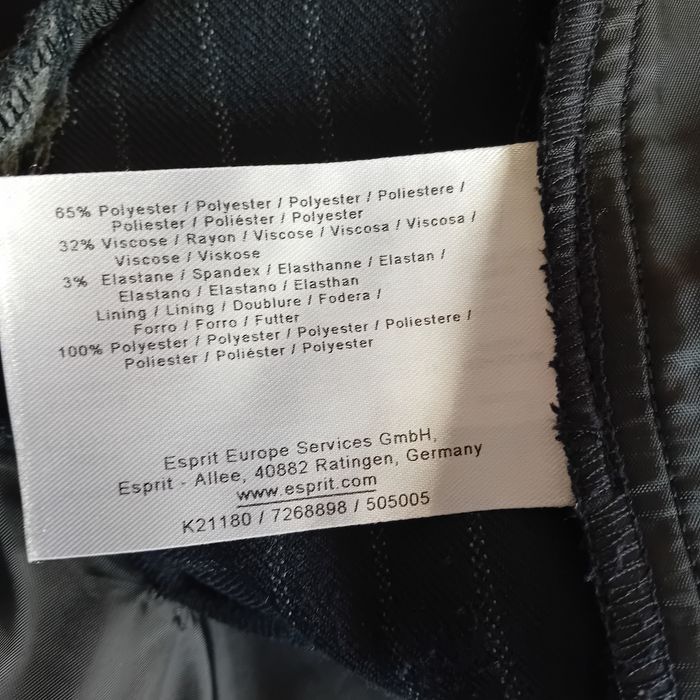 65% Polyester / Polyester / Polyester / Poliestere /
Poliester / Poliéster / Polyester
32% Viscose / Rayon / Viscose / Viscosa / Viscosa /
Viscose / Viskose
3% Elastane / Spandex / Elasthanne / Elastan /
Elastano / Elastano / Elasthan
Lining / Lining / Doublure / Fodera /
Forro / Forro / Futter
100% Polyester / Polyester / Polyester / Poliestere /
Poliester / Poliéster / Polyester
Esprit Europe Services GmbH,
Esprit - Allee, 40882 Ratingen, Germany
www.esprit.com
K21180 / 7268898 / 505005